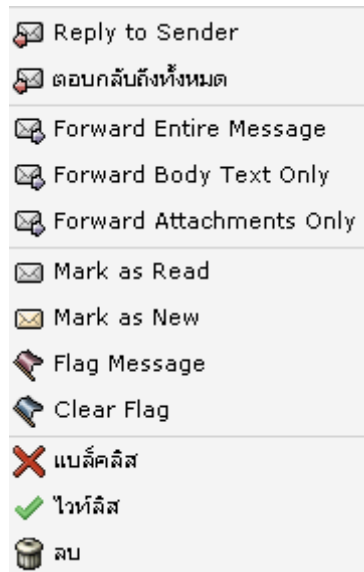 Reply to Sender
ตอบกลับถึงทั้งหมด
Forward Entire Message
Forward Body Text Only
Forward Attachments Only
Mark as Read
Mark as New
Flag Message
Clear Flag
แบล็คลิส
ไวท์ลิส
ลบ